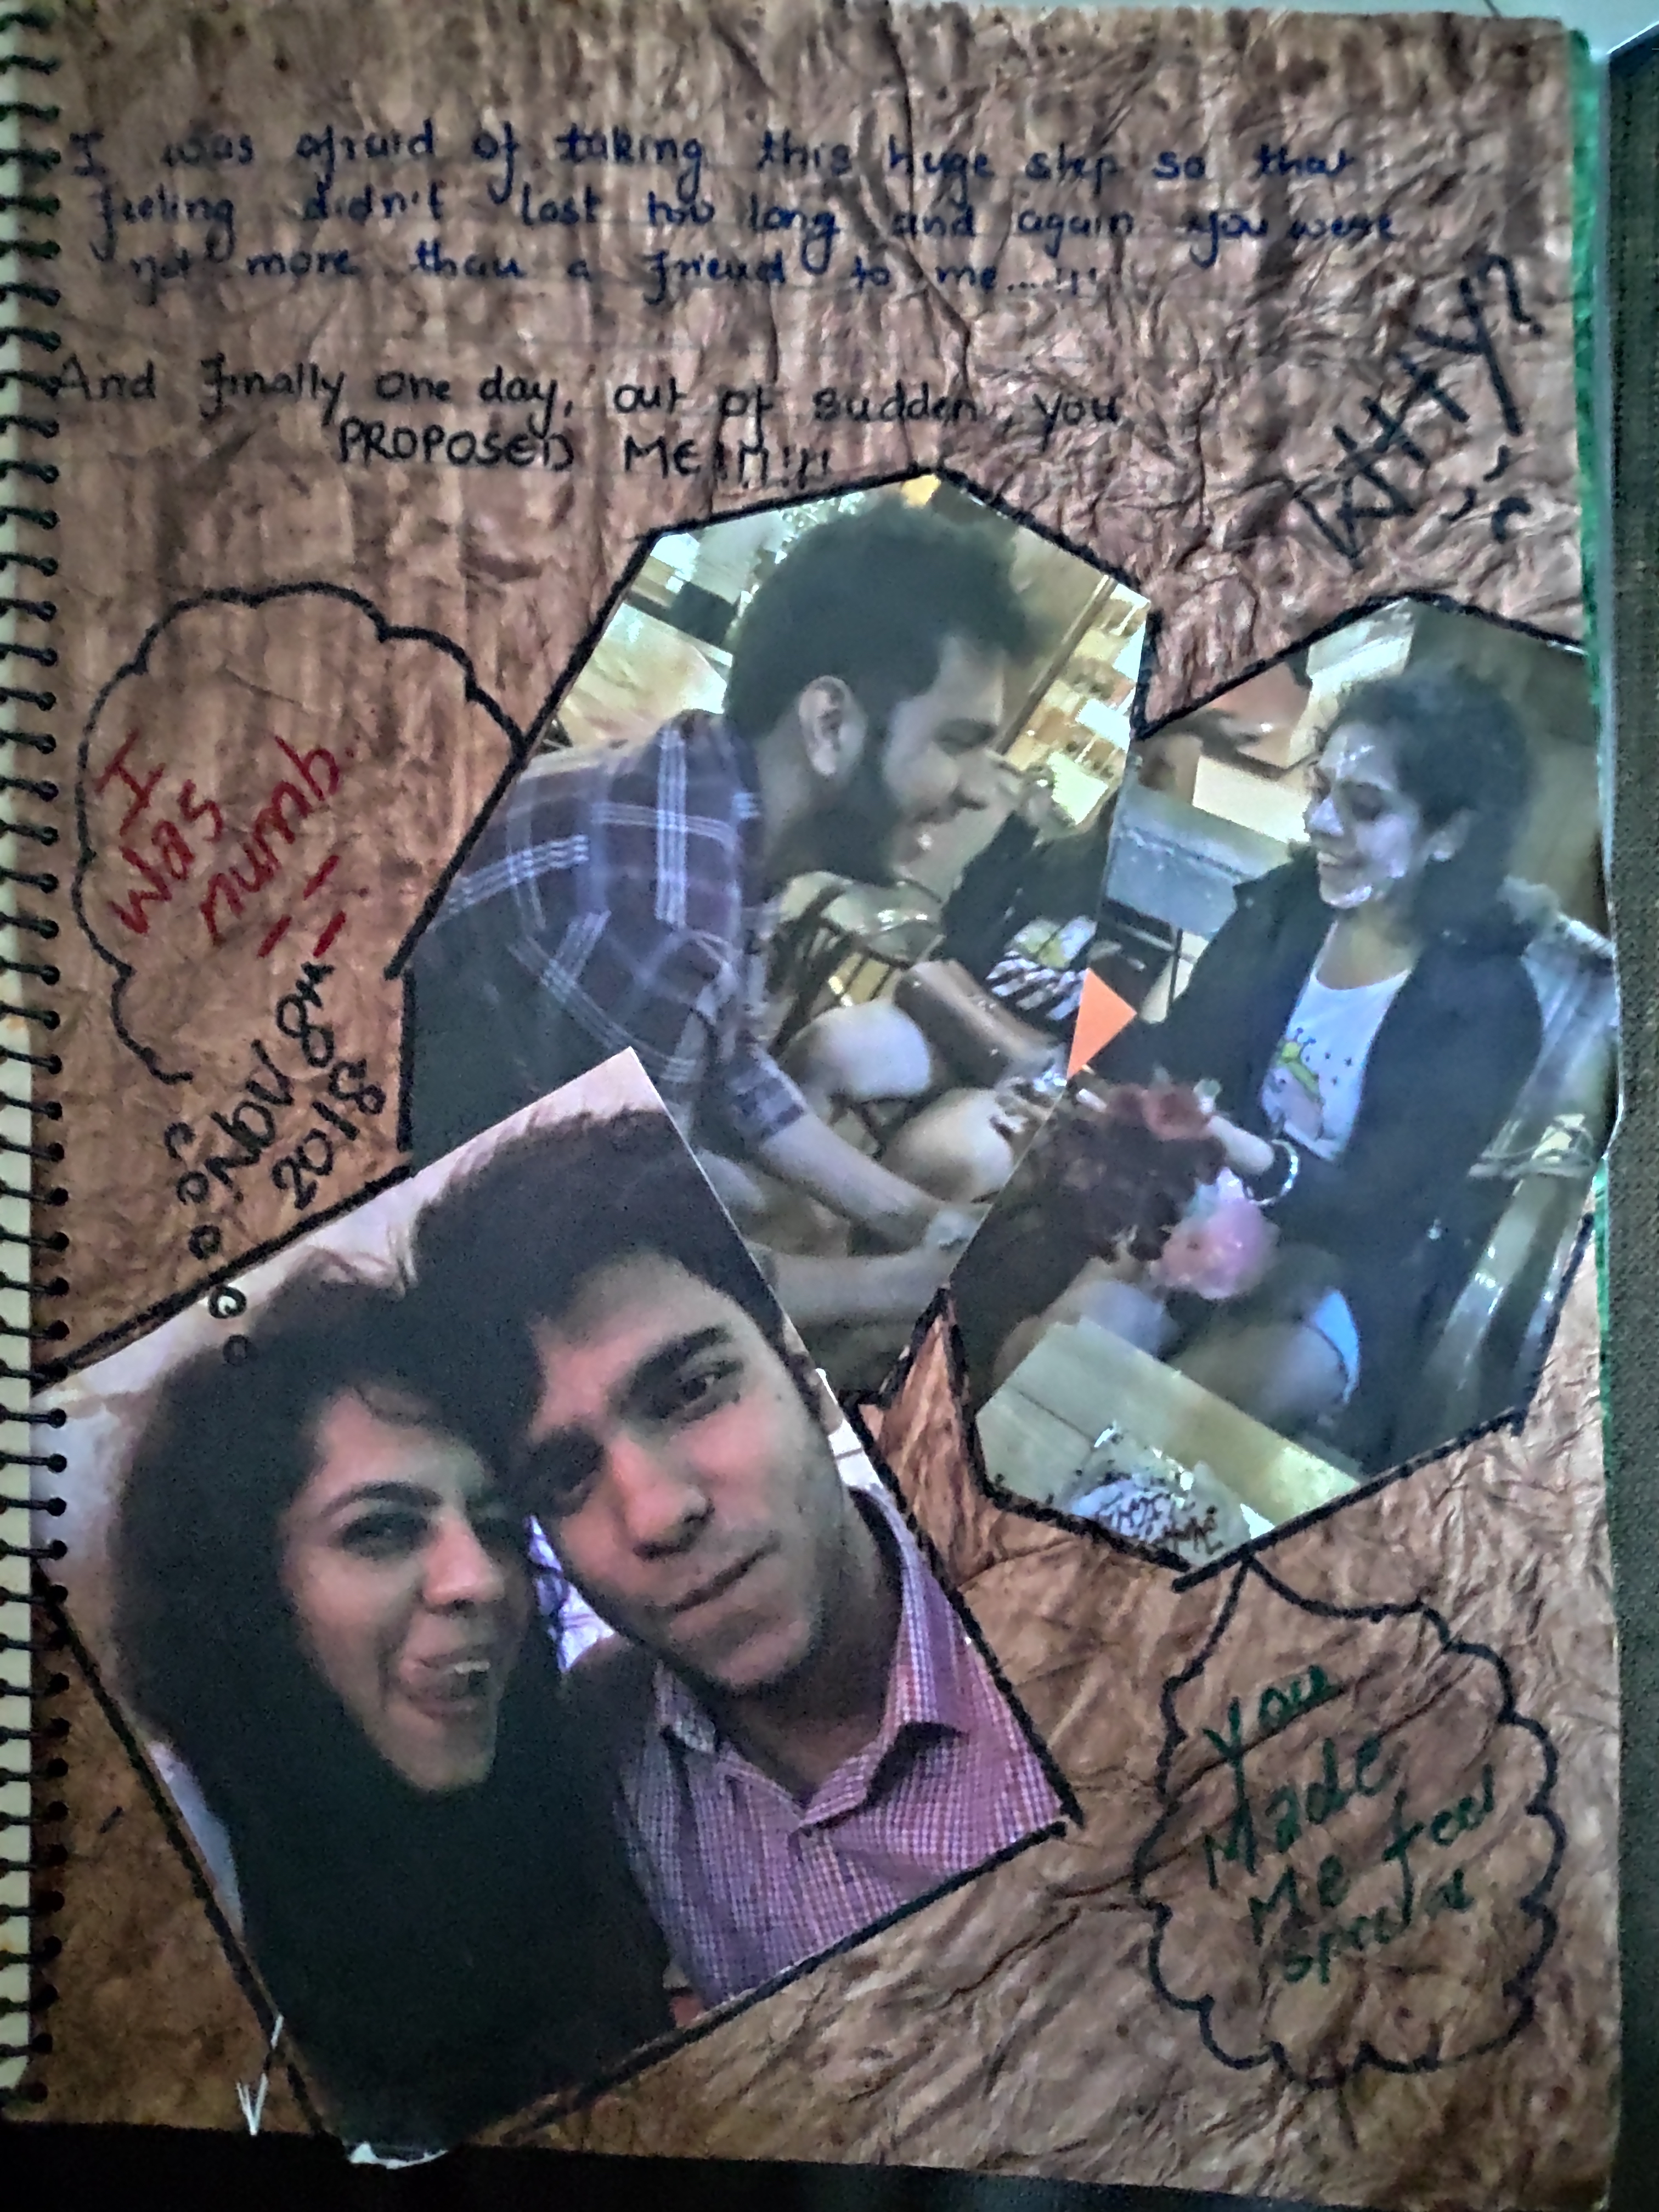 I was afraid of taking this huge step so that
feeling didn't last too long and again you were
not more than a friend to me....!!!
And finally one day, out of sudden, you
PROPOSED ME!!!!!!
WHY?
I
was
numb.
Nov 8th
2018
You
Made
Me feel
special